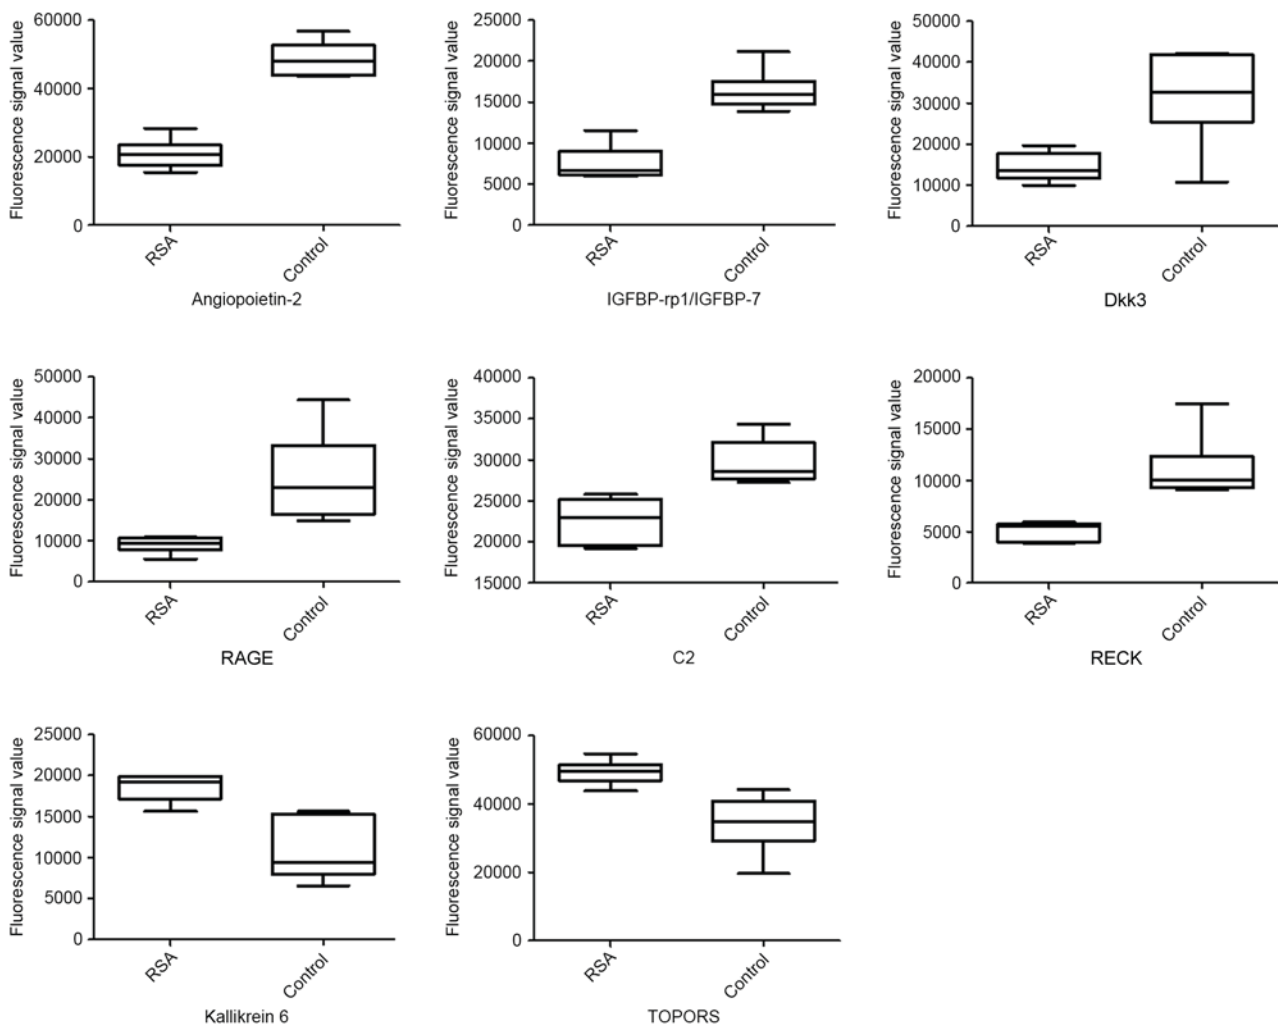 Fluorescence signal value
60000
40000
20000
0
RSA
Control
Angiopoietin-2
Fluorescence signal value
25000
20000
15000
10000
5000
0
RSA
Control
IGFBP-rp1/IGFBP-7
Fluorescence signal value
50000
40000
30000
20000
10000
0
RSA
Control
Dkk3
Fluorescence signal value
50000
40000
30000
20000
10000
0
RSA
Control
RAGE
Fluorescence signal value
40000
35000
30000
25000
20000
15000
RSA
Control
C2
Fluorescence signal value
20000
15000
10000
5000
0
RSA
Control
RECK
Fluorescence signal value
25000
20000
15000
10000
5000
0
RSA
Control
Kallikrein 6
Fluorescence signal value
60000
40000
20000
0
RSA
Control
TOPORS